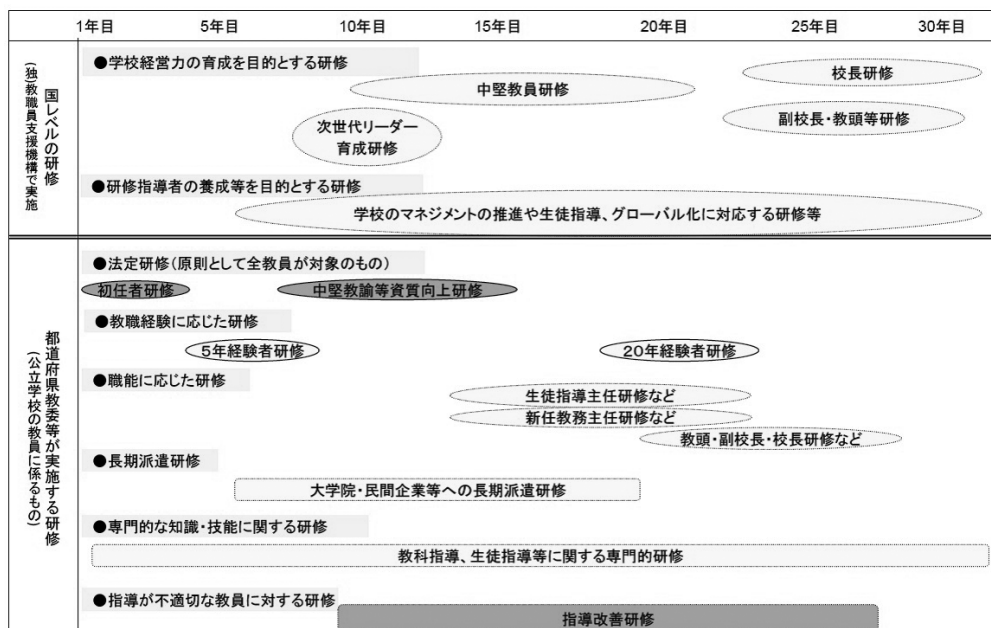 1年目 5年目 10年目 15年目 20年目 25年目 30年目
国レベルの研修
(独)教職員支援機構で実施
●学校経営力の育成を目的とする研修
校長研修
中堅教員研修
副校長・教頭等研修
次世代リーダー
育成研修
●研修指導者の養成等を目的とする研修
学校のマネジメントの推進や生徒指導、グローバル化に対応する研修等
都道府県教委等が実施する研修
(公立学校の教員に係るもの)
●法定研修(原則として全教員が対象のもの)
初任者研修 中堅教諭等資質向上研修
●教職経験に応じた研修
5年経験者研修 20年経験者研修
●職能に応じた研修
生徒指導主任研修など
新任教務主任研修など
教頭・副校長・校長研修など
●長期派遣研修
大学院・民間企業等への長期派遣研修
●専門的な知識・技能に関する研修
教科指導、生徒指導等に関する専門的研修
●指導が不適切な教員に対する研修
指導改善研修